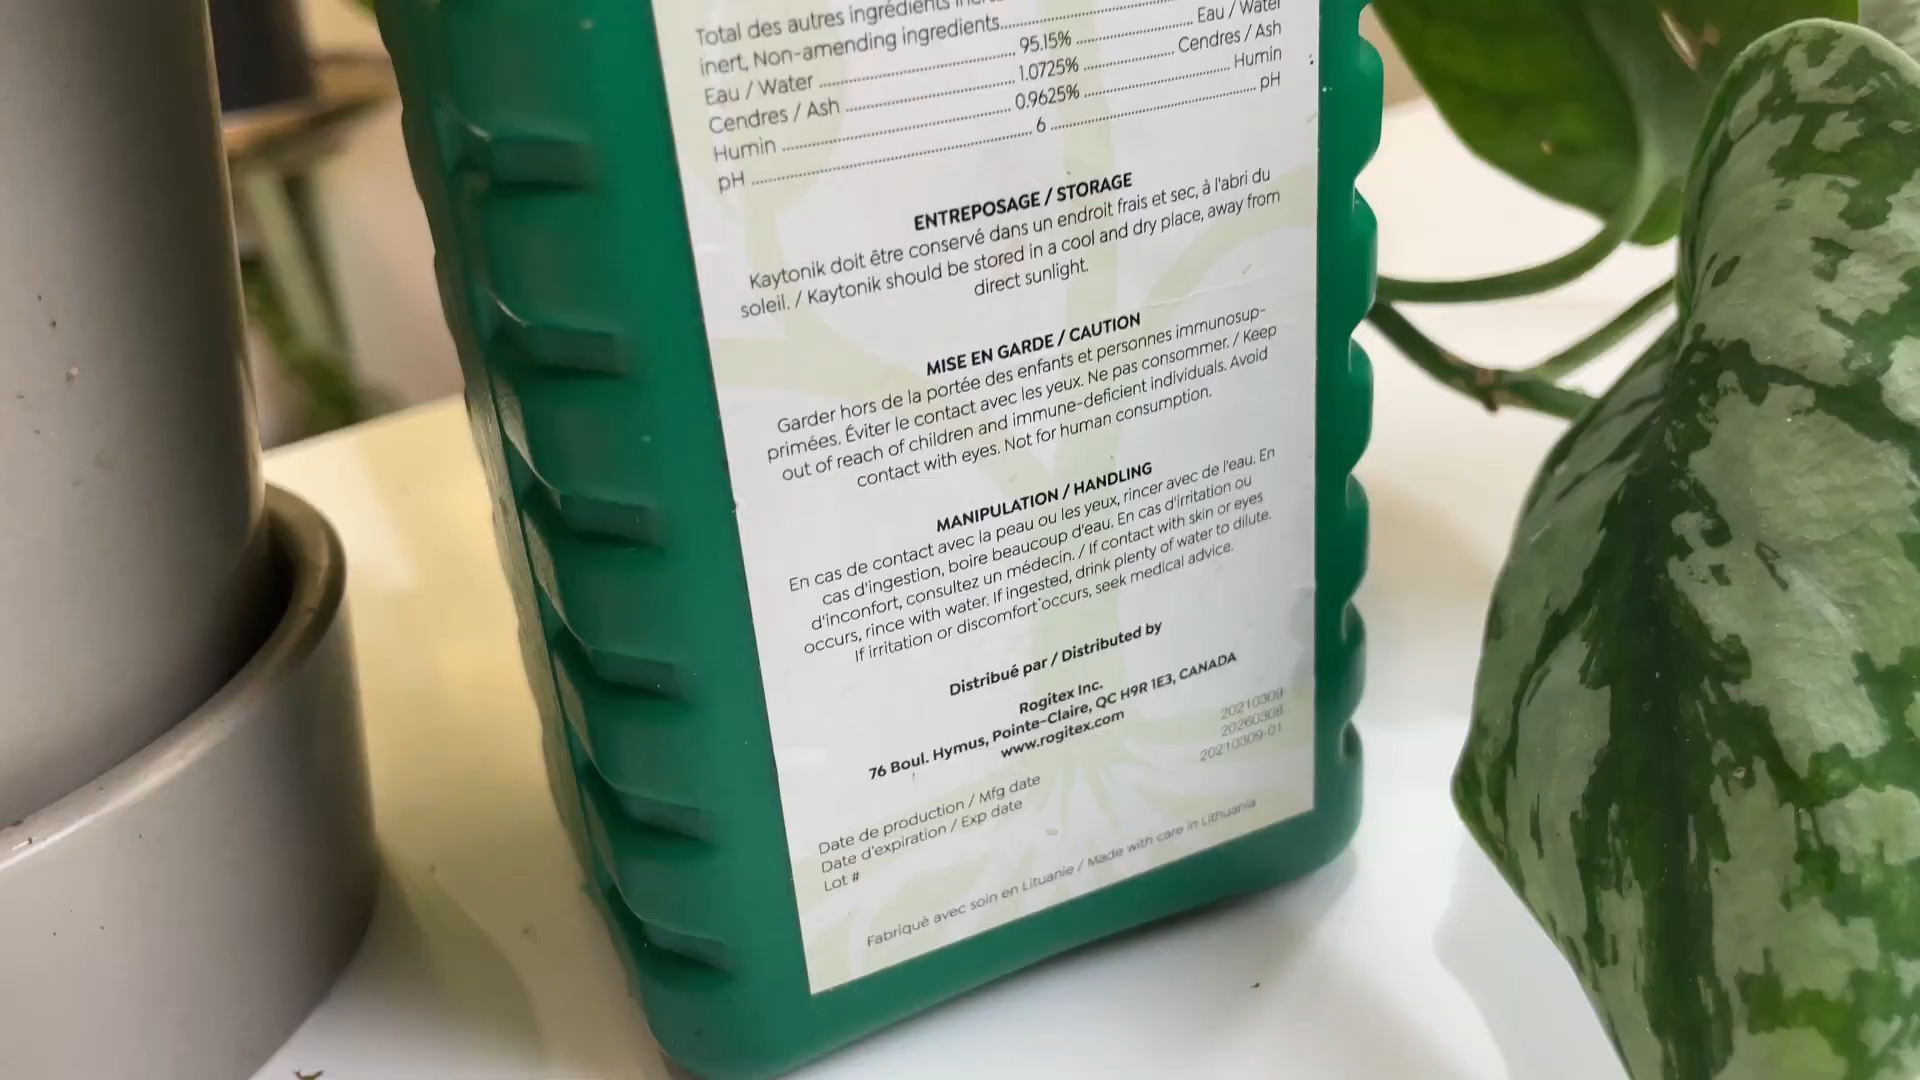 Total des autres ingrédients
inert, Non-amending ingredients
Eau / Water 95.15% Eau / Water
Cendres / Ash 1.0725% Cendres / Ash
Humin 0.9625% Humin
pH 6 pH
ENTREPOSAGE / STORAGE
Kaytonik doit être conservé dans un endroit frais et sec, à l'abri du
soleil. / Kaytonik should be stored in a cool and dry place, away from
direct sunlight.
MISE EN GARDE / CAUTION
Garder hors de la portée des enfants et personnes immunosup-
primées. Éviter le contact avec les yeux. Ne pas consommer. / Keep
out of reach of children and immune-deficient individuals. Avoid
contact with eyes. Not for human consumption.
MANIPULATION / HANDLING
En cas de contact avec la peau ou les yeux, rincer avec de l'eau. En
cas d'ingestion, boire beaucoup d'eau. En cas d'irritation ou
d'inconfort, consultez un médecin. / If contact with skin or eyes
occurs, rince with water. If ingested, drink plenty of water to dilute.
If irritation or discomfort occurs, seek medical advice.
Distribué par / Distributed by
Rogitex Inc.
76 Boul. Hymus, Pointe-Claire, QC H9R 1E3, CANADA
www.rogitex.com
Date de production / Mfg date 20210309
Date d'expiration / Exp date 20260308
Lot # 20210309-01
Fabriqué avec soin en Lituanie / Made with care in Lithuania